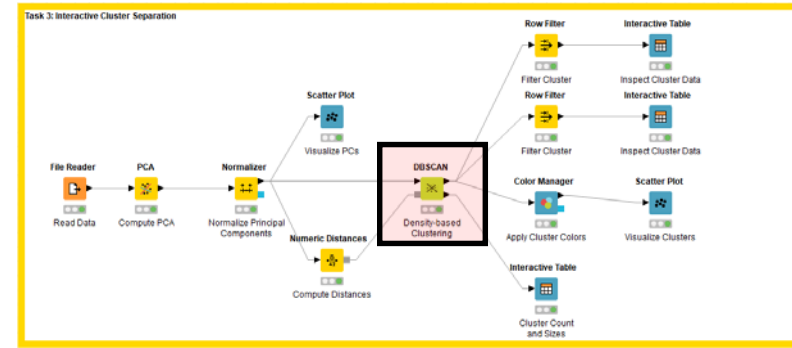 Task 3: Interactive Cluster Separation
Row Filter
Interactive Table
Filter Cluster
Inspect Cluster Data
Scatter Plot
Row Filter
Interactive Table
Visualize PCs
Filter Cluster
Inspect Cluster Data
File Reader
PCA
Normalizer
DBSCAN
Color Manager
Scatter Plot
Read Data
Compute PCA
Normalize Principal
Components
Density-based
Clustering
Apply Cluster Colors
Visualize Clusters
Numeric Distances
Compute Distances
Interactive Table
Cluster Count
and Sizes